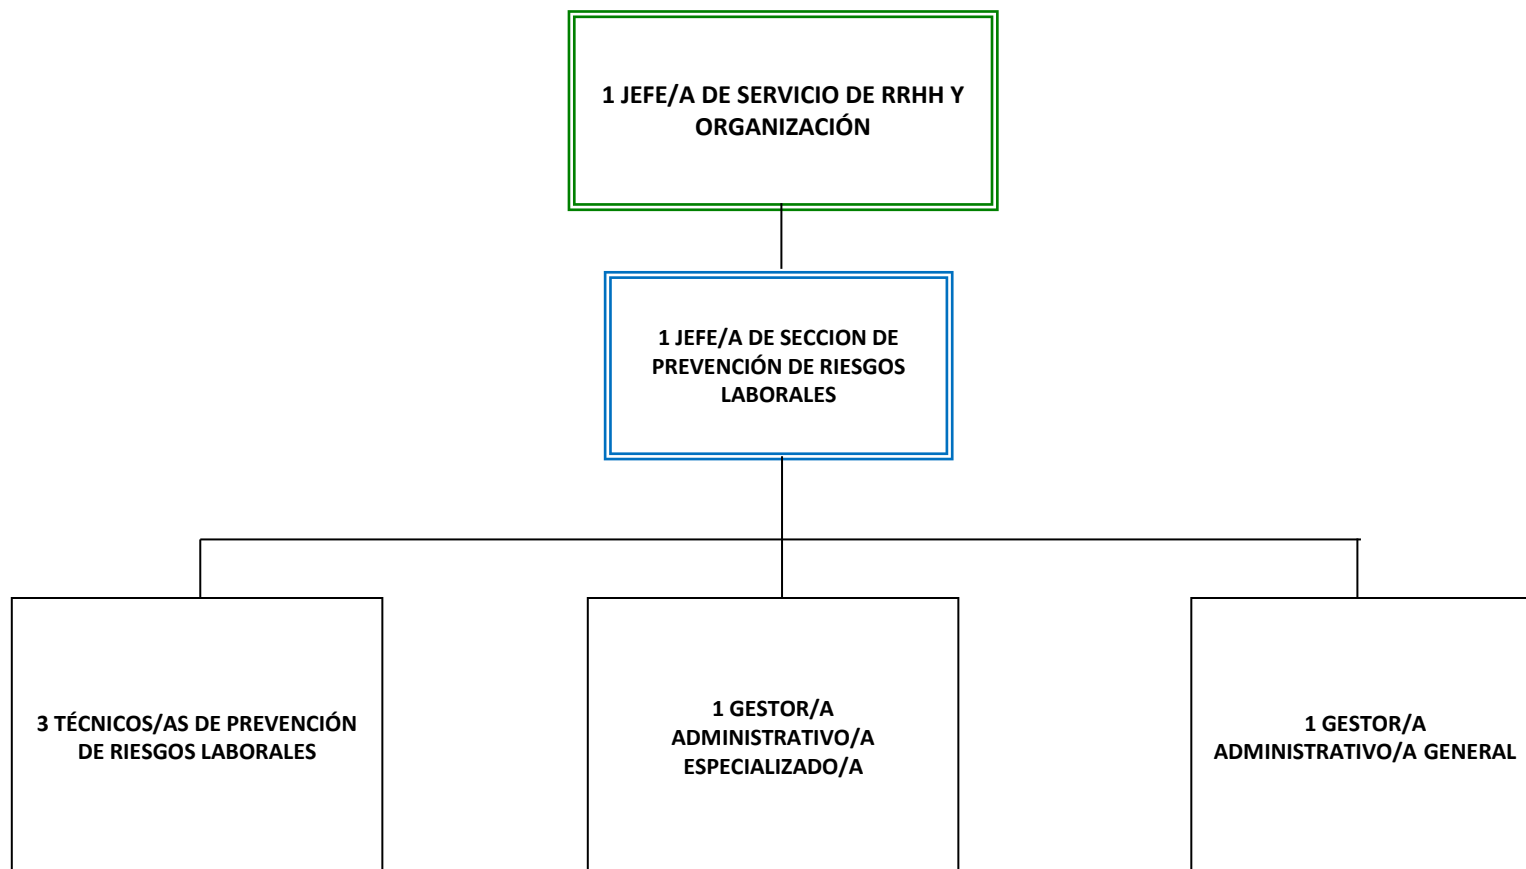 1 JEFE/A DE SERVICIO DE RRHH Y
ORGANIZACIÓN
1 JEFE/A DE SECCION DE
PREVENCIÓN DE RIESGOS
LABORALES
3 TÉCNICOS/AS DE PREVENCIÓN
DE RIESGOS LABORALES
1 GESTOR/A
ADMINISTRATIVO/A
ESPECIALIZADO/A
1 GESTOR/A
ADMINISTRATIVO/A GENERAL